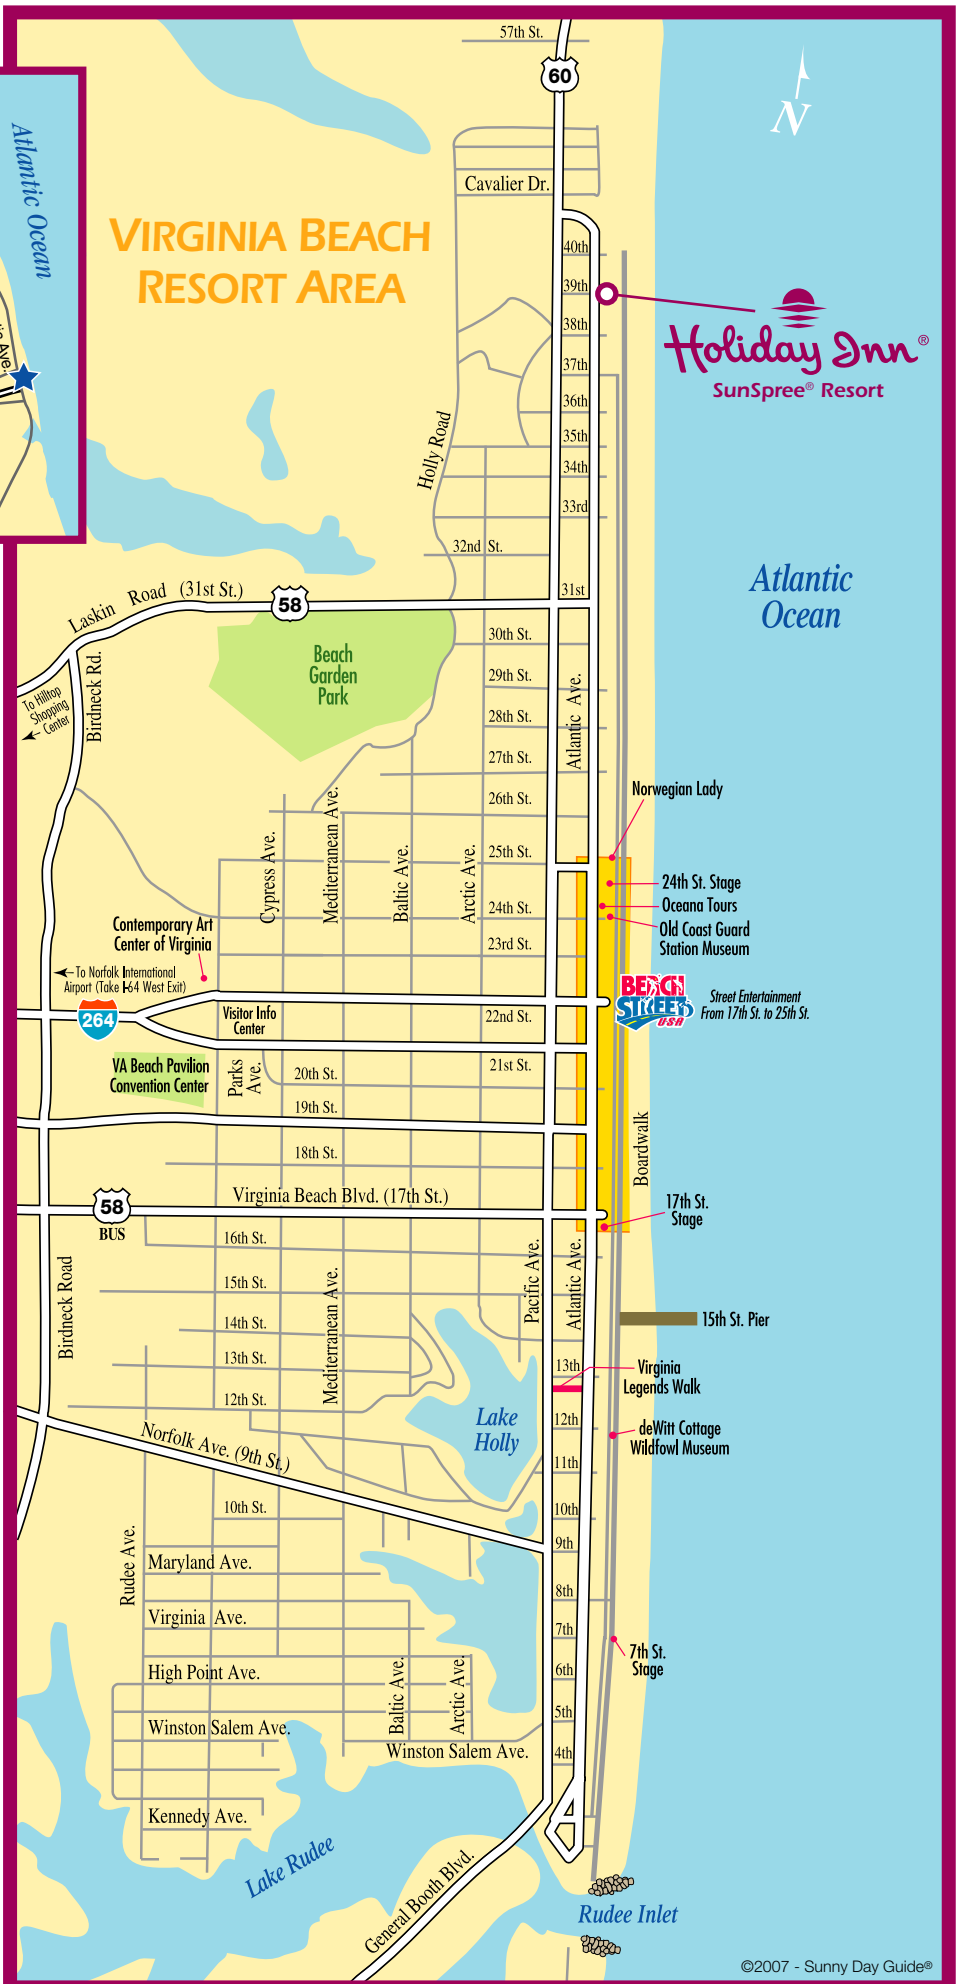 57th St.
60
N
Atlantic Ocean
Cavalier Dr.
VIRGINIA BEACH
RESORT AREA
40th
39th
38th
37th
36th
35th
34th
33rd
Holiday Inn®
SunSpree® Resort
Holly Road
32nd St.
31st
Atlantic
Ocean
Laskin Road (31st St.)
58
Beach
Garden
Park
Birdneck Rd.
To Hilltop
Shopping
Center
30th St.
29th St.
28th St.
27th St.
26th St.
25th St.
24th St.
23rd St.
22nd St.
21st St.
Atlantic Ave.
Cypress Ave.
Mediterranean Ave.
Baltic Ave.
Arctic Ave.
Norwegian Lady
24th St. Stage
Oceana Tours
Old Coast Guard
Station Museum
Contemporary Art
Center of Virginia
To Norfolk International
Airport (Take I-64 West Exit)
264
Visitor Info
Center
BEACH
STREET
USA
Street Entertainment
From 17th St. to 25th St.
VA Beach Pavilion
Convention Center
Parks
Ave.
20th St.
19th St.
18th St.
Boardwalk
Virginia Beach Blvd. (17th St.)
58
BUS
17th St.
Stage
16th St.
15th St.
14th St.
13th St.
12th St.
Birdneck Road
Mediterranean Ave.
Pacific Ave.
Atlantic Ave.
15th St. Pier
13th
Virginia
Legends Walk
12th
deWitt Cottage
Wildfowl Museum
Lake
Holly
11th
10th
9th
8th
7th
6th
5th
4th
Norfolk Ave. (9th St.)
10th St.
Rudee Ave.
Maryland Ave.
Virginia Ave.
High Point Ave.
Winston Salem Ave.
Baltic Ave.
Arctic Ave.
Winston Salem Ave.
7th St.
Stage
Kennedy Ave.
Lake Rudee
General Booth Blvd.
Rudee Inlet
©2007 - Sunny Day Guide®